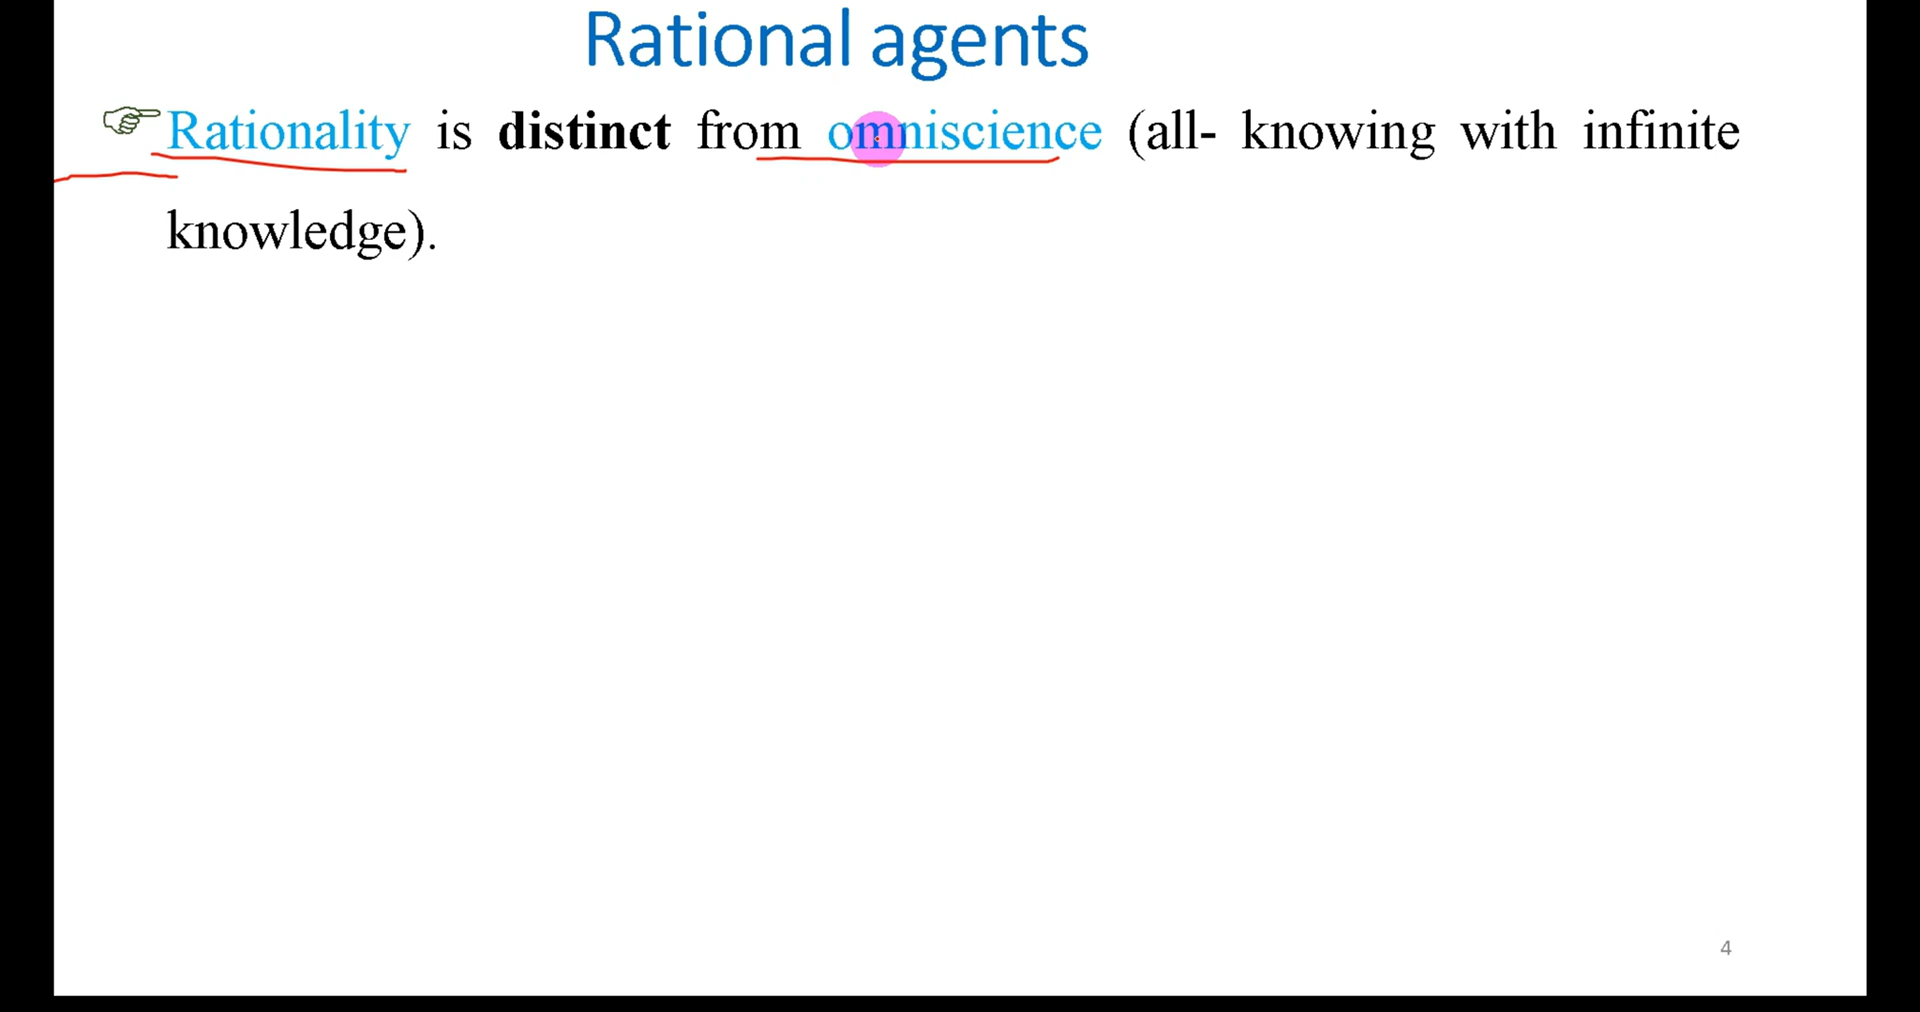 Rational agents
Rationality is distinct from omniscience (all- knowing with infinite
knowledge).
4